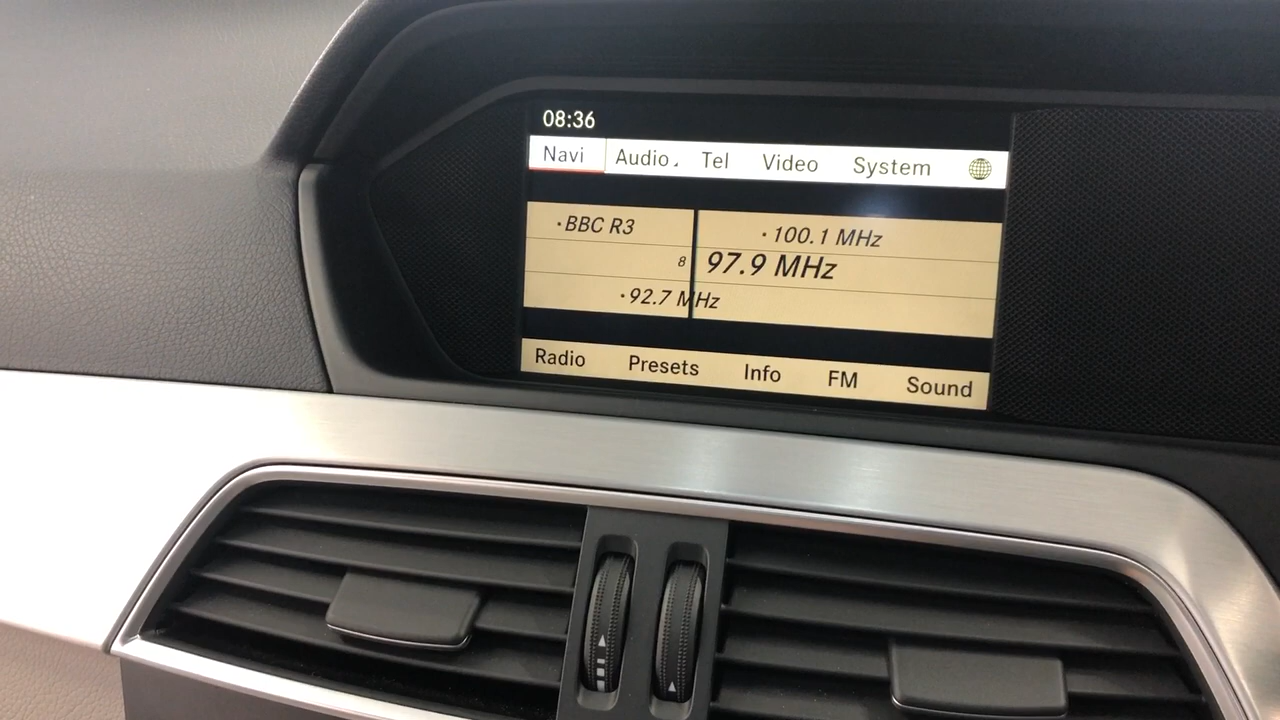 08:36
Navi Audio Tel Video System
·BBC R3 ·100.1 MHz
8 97.9 MHz
·92.7 MHz
Radio Presets Info FM Sound